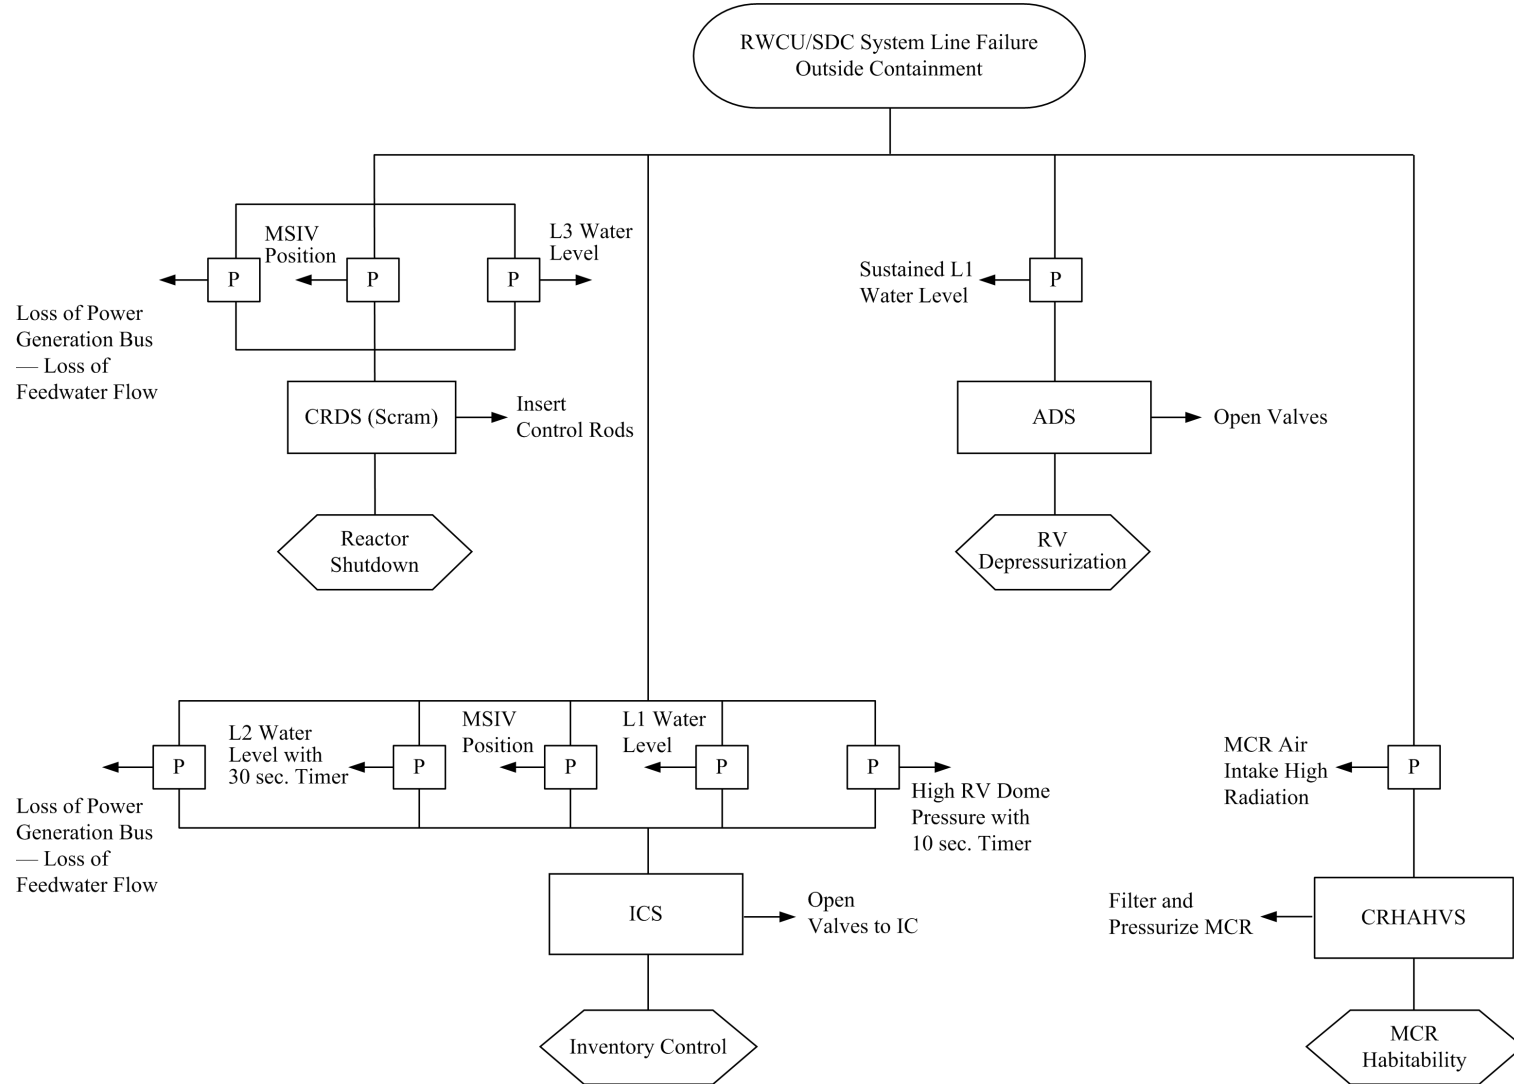 RWCU/SDC System Line Failure
Outside Containment
MSIV
Position
L3 Water
Level
P
P
P
Loss of Power
Generation Bus
— Loss of
Feedwater Flow
CRDS (Scram)
Insert
Control Rods
Reactor
Shutdown
Sustained L1
Water Level
P
ADS
Open Valves
RV
Depressurization
L2 Water
Level with
30 sec. Timer
MSIV
Position
L1 Water
Level
P
P
P
P
P
Loss of Power
Generation Bus
— Loss of
Feedwater Flow
High RV Dome
Pressure with
10 sec. Timer
ICS
Open
Valves to IC
Inventory Control
MCR Air
Intake High
Radiation
P
Filter and
Pressurize MCR
CRHAHVS
MCR
Habitability